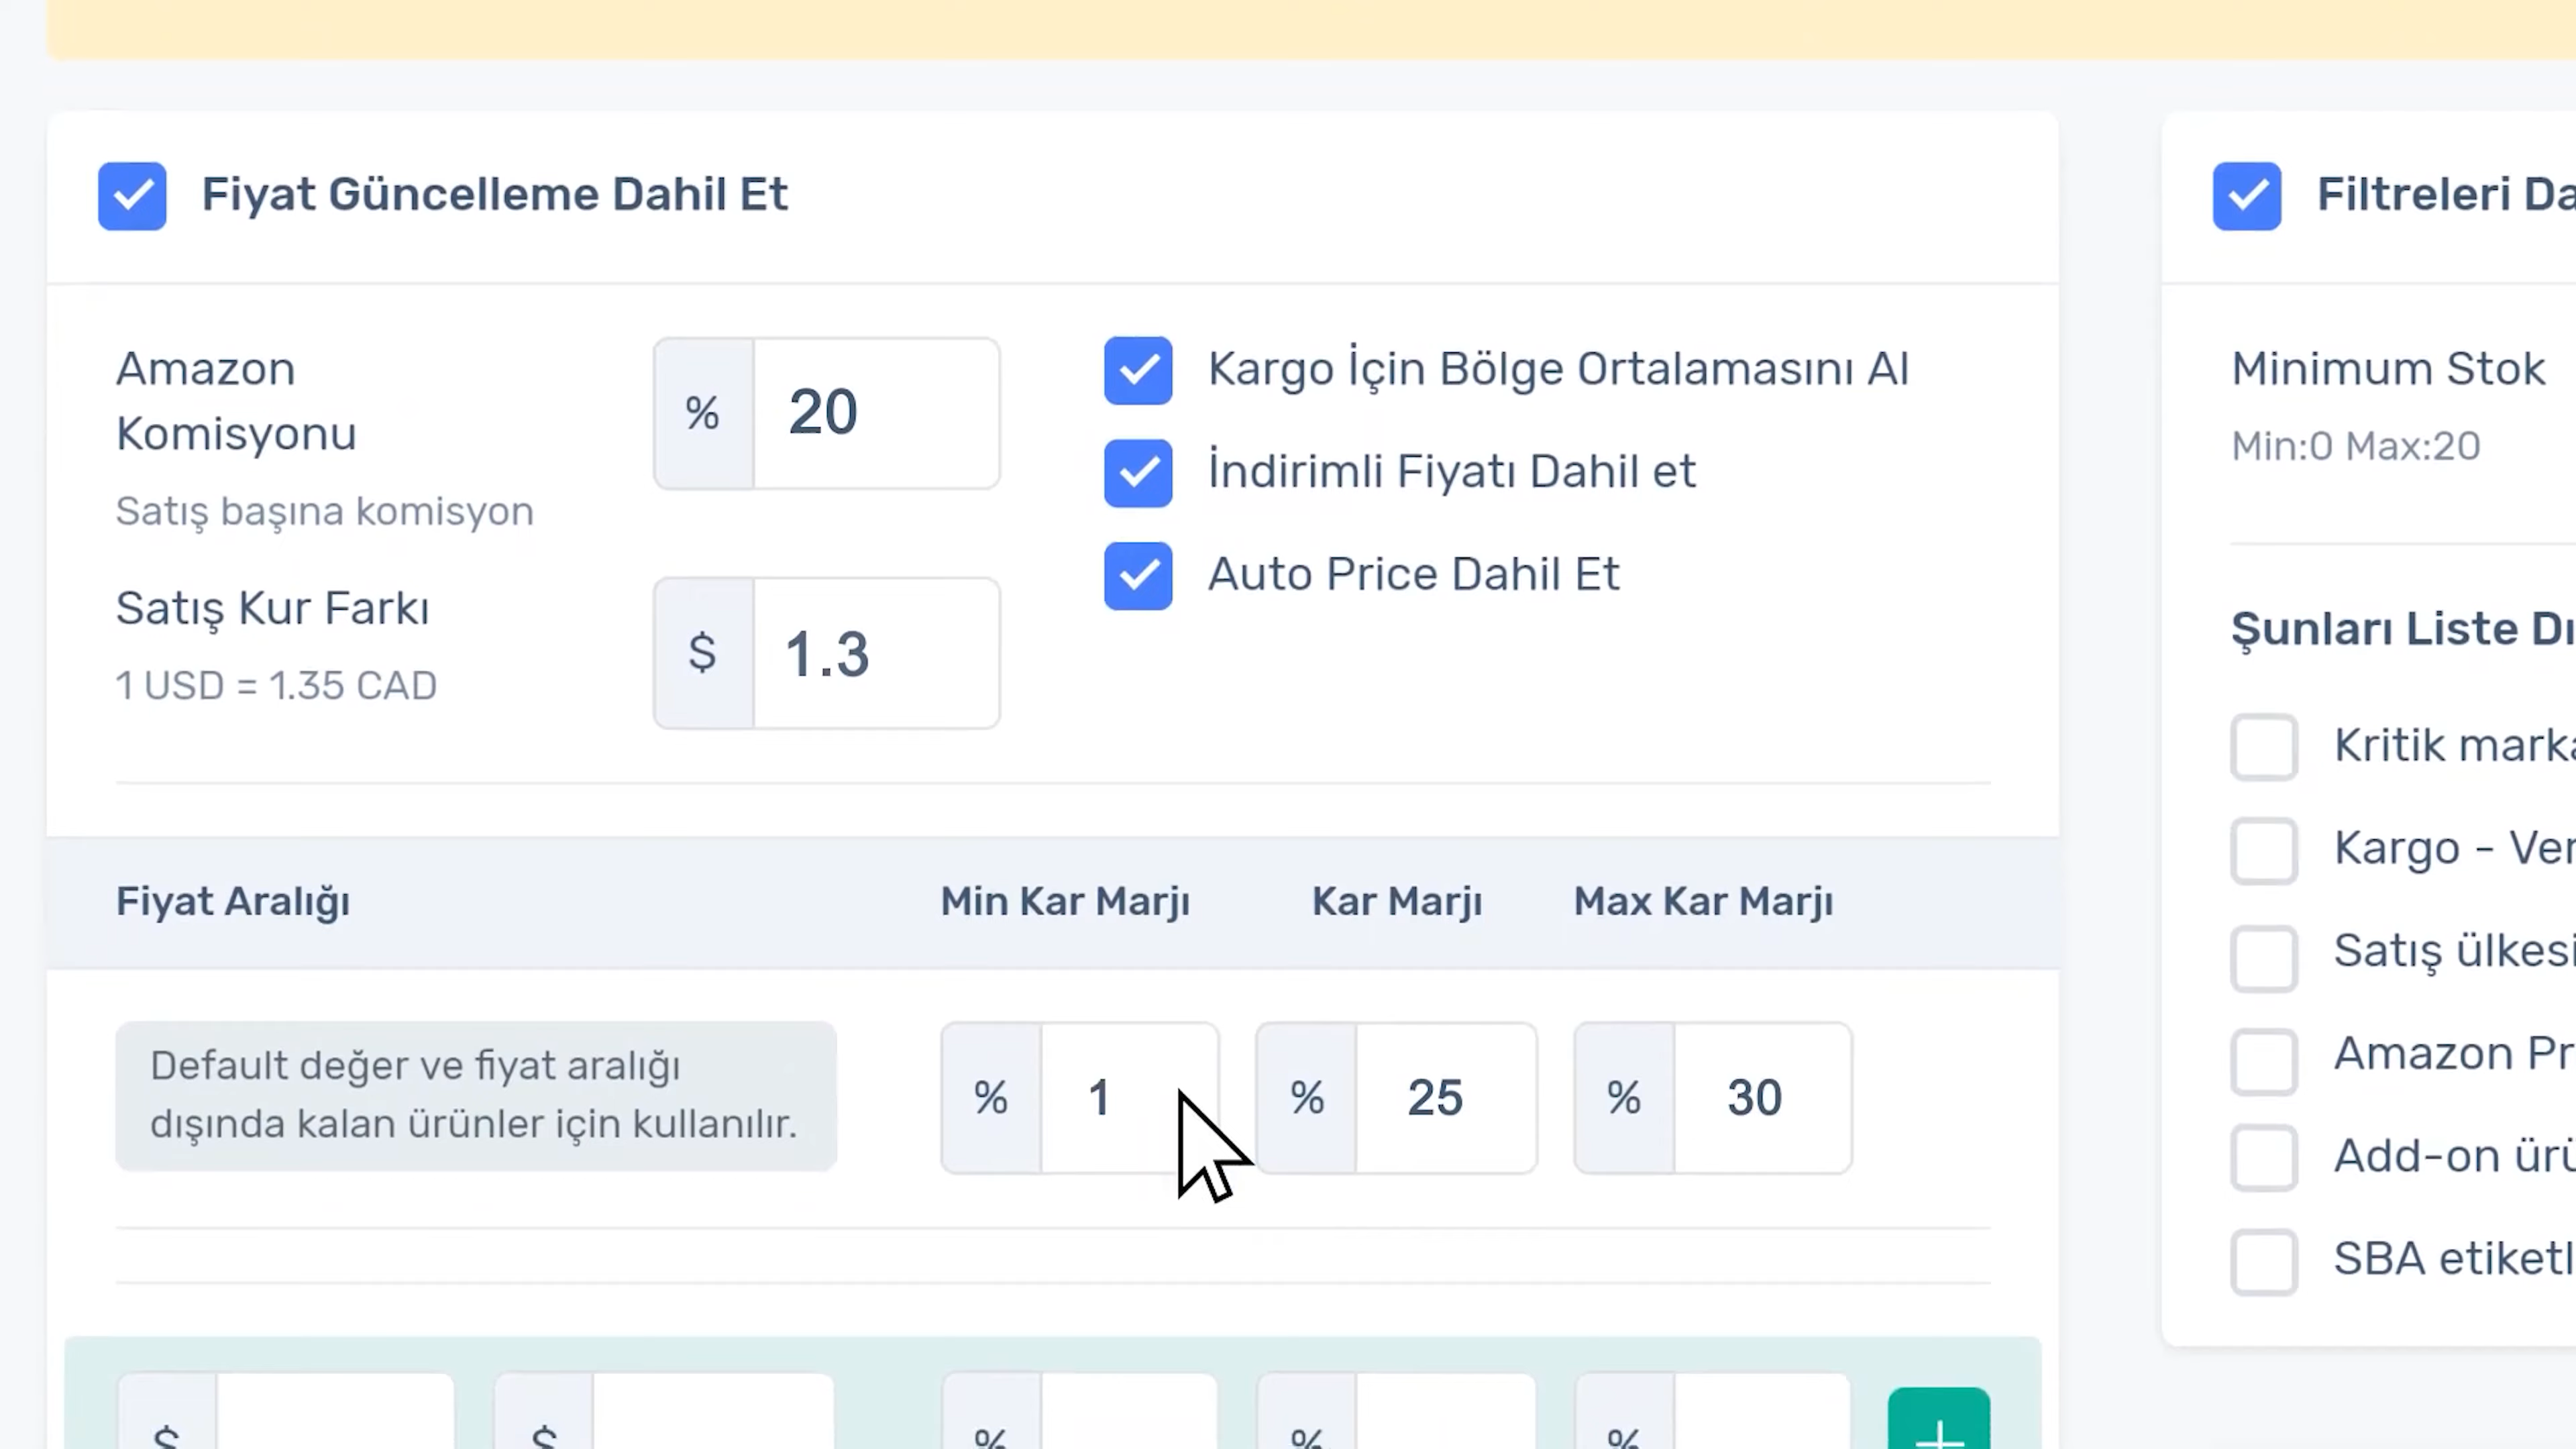 Fiyat Güncelleme Dahil Et
Amazon
Komisyonu
Satış başına komisyon
% 20
Kargo İçin Bölge Ortalamasını Al
İndirimli Fiyatı Dahil et
Auto Price Dahil Et
Satış Kur Farkı
1 USD = 1.35 CAD
$ 1.3
Fiyat Aralığı Min Kar Marjı Kar Marjı Max Kar Marjı
Default değer ve fiyat aralığı
dışında kalan ürünler için kullanılır.
% 1 % 25 % 30
$ $ % % %
Filtreleri Da
Minimum Stok
Min:0 Max:20
Şunları Liste Dı
Kritik marka
Kargo - Ver
Satış ülkesi
Amazon Pr
Add-on ürü
SBA etiketl